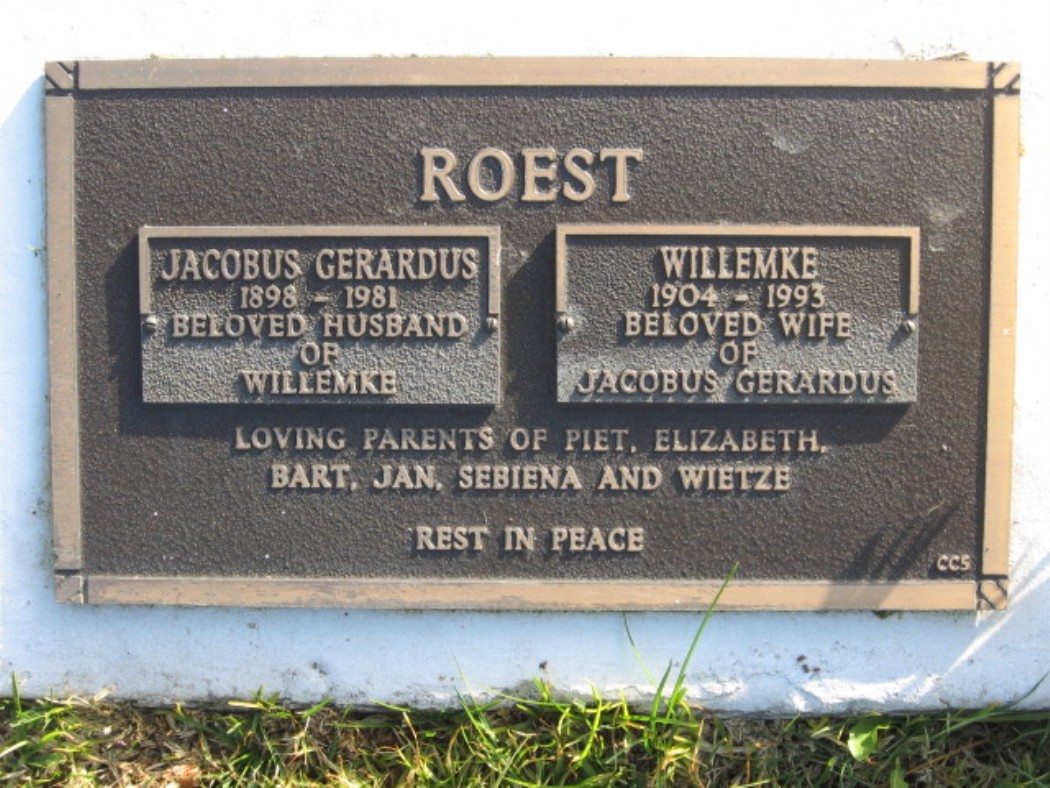 ROEST
JACOBUS GERARDUS
1898 - 1981
BELOVED HUSBAND
OF
WILLEMKE
WILLEMKE
1904 - 1993
BELOVED WIFE
OF
JACOBUS GERARDUS
LOVING PARENTS OF PIET, ELIZABETH,
BART, JAN, SEBIENA AND WIETZE
REST IN PEACE
CCS